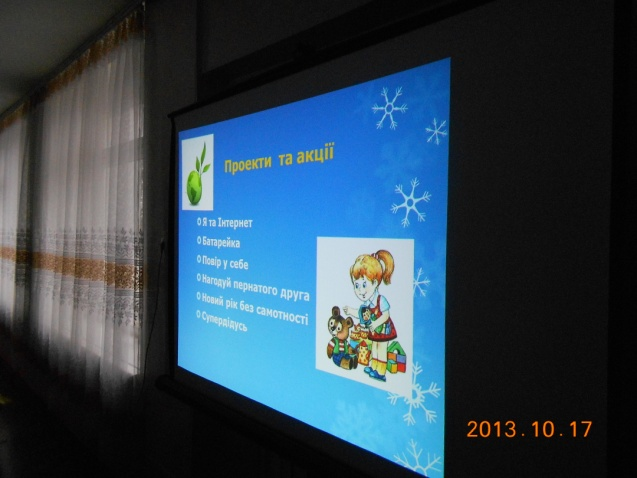 Проекти та акції
Я та Інтернет
Батарейка
Повір у себе
Нагодуй пернатого друга
Новий рік без самотності
Супердідусь
2013.10.17